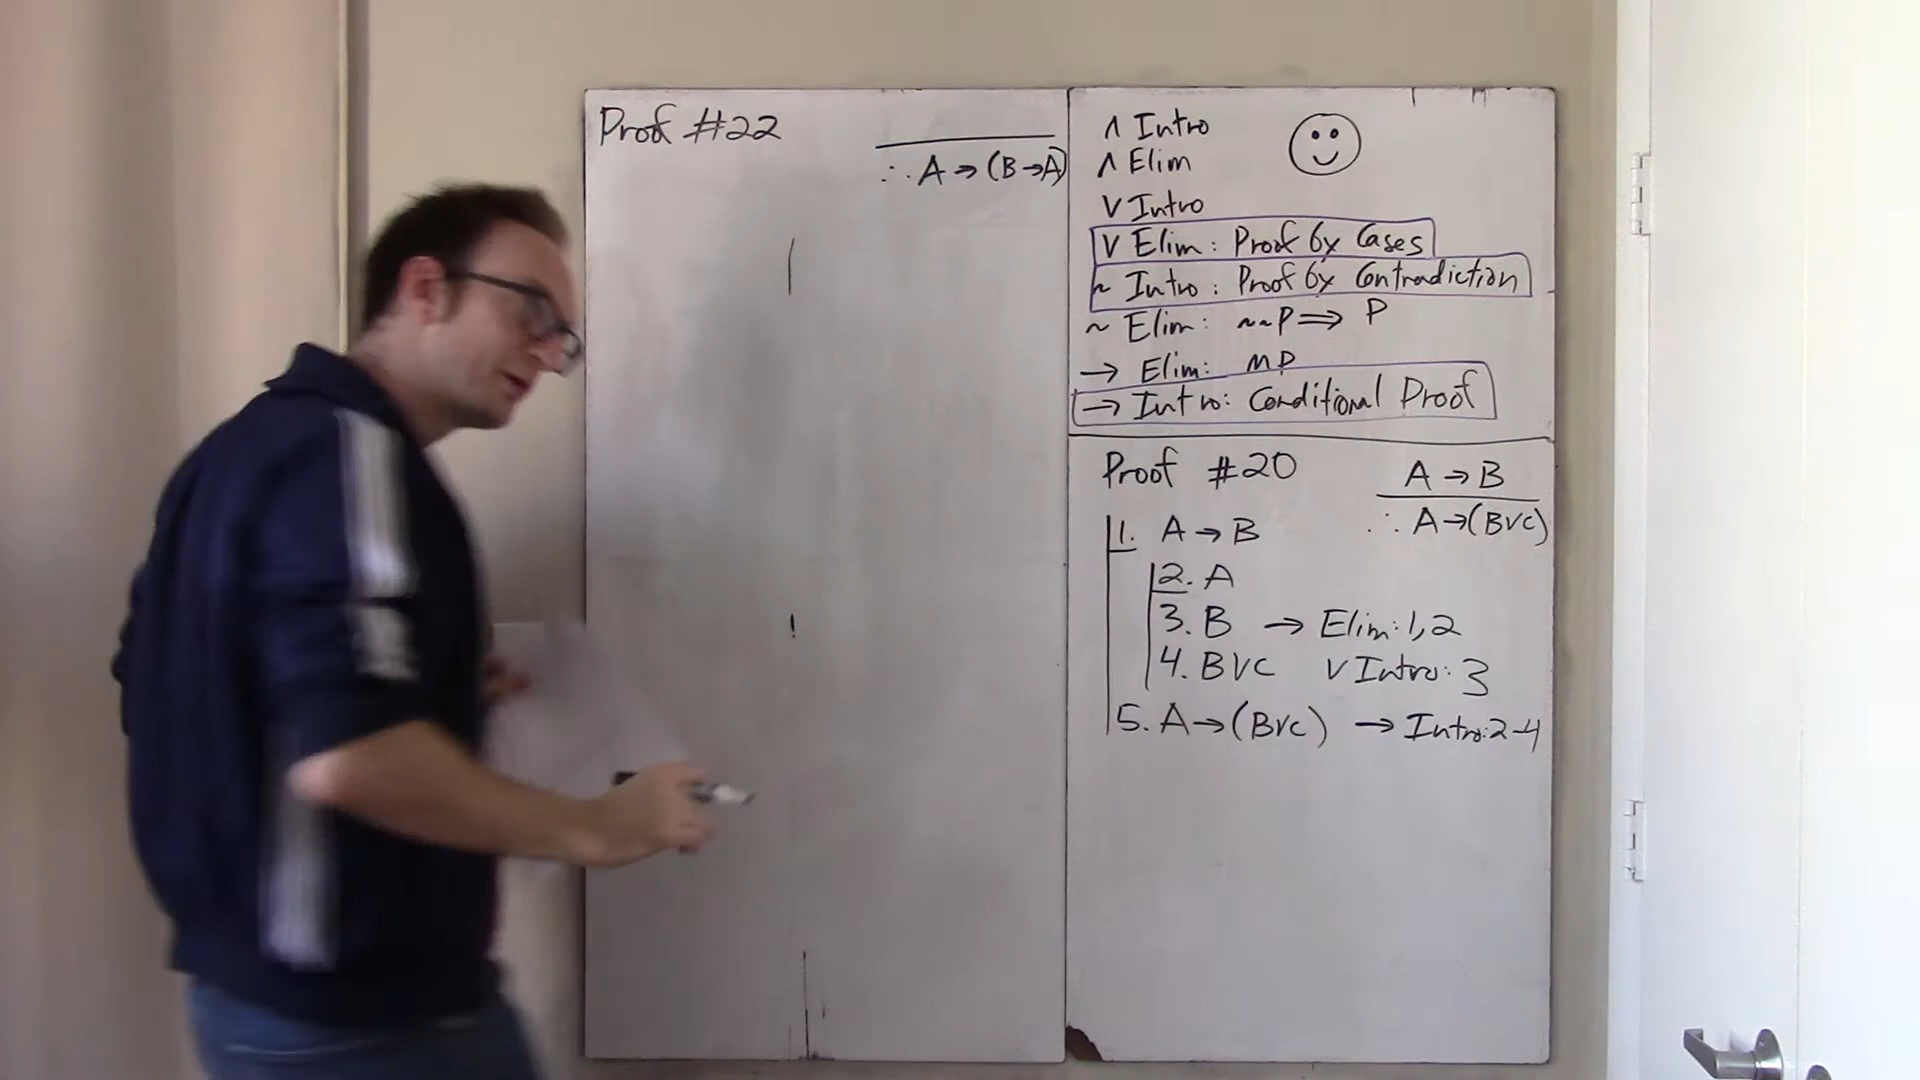 Proof #22
∴ A → (B→A)
∧ Intro
∧ Elim
∨ Intro
∨ Elim: Proof by Cases
~ Intro: Proof by Contradiction
~ Elim: ~~P ⟹ P
→ Elim: MP
→ Intro: Conditional Proof
Proof #20
A → B
∴ A→(B∨C)
1. A → B
2. A
3. B → Elim: 1,2
4. B∨C ∨ Intro: 3
5. A→(B∨C) → Intro: 2-4